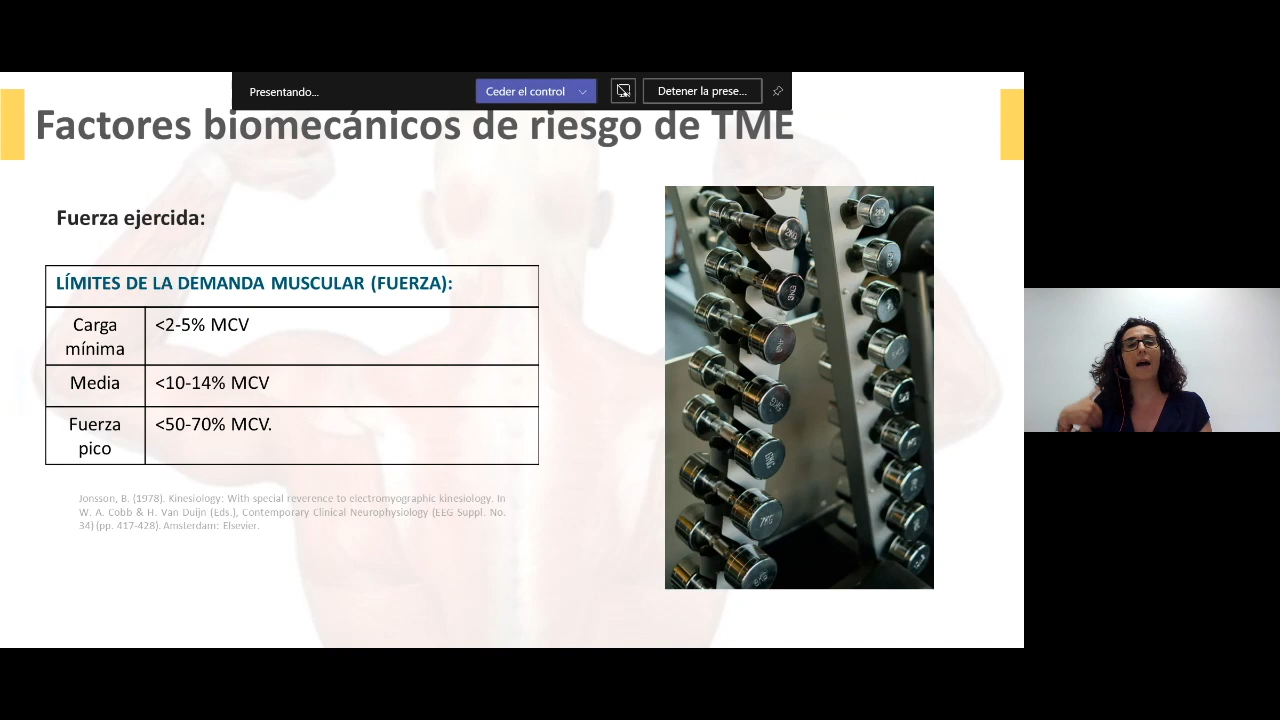 Presentando...
Ceder el control
Detener la prese...
Factores biomecánicos de riesgo de TME
Fuerza ejercida:
LÍMITES DE LA DEMANDA MUSCULAR (FUERZA):
Carga
mínima
<2-5% MCV
Media
<10-14% MCV
Fuerza
pico
<50-70% MCV.
Jonsson, B. (1978). Kinesiology: With special reverence to electromyographic kinesiology. In
W. A. Cobb & H. Van Duijn (Eds.), Contemporary Clinical Neurophysiology (EEG Suppl. No.
34) (pp. 417-428). Amsterdam: Elsevier.
2KG
7KG